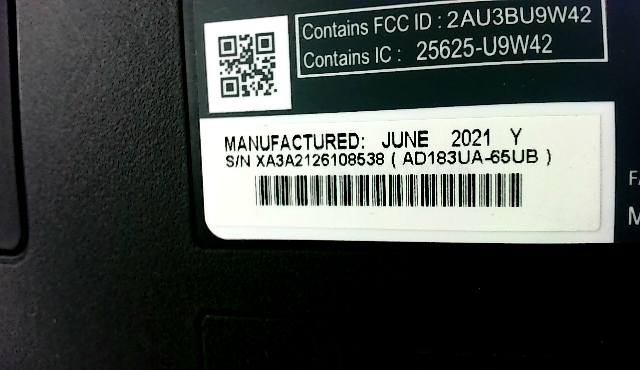 Contains FCC ID : 2AU3BU9W42
Contains IC : 25625-U9W42
MANUFACTURED: JUNE 2021 Y
S/N XA3A2126108538 ( AD183UA-65UB )